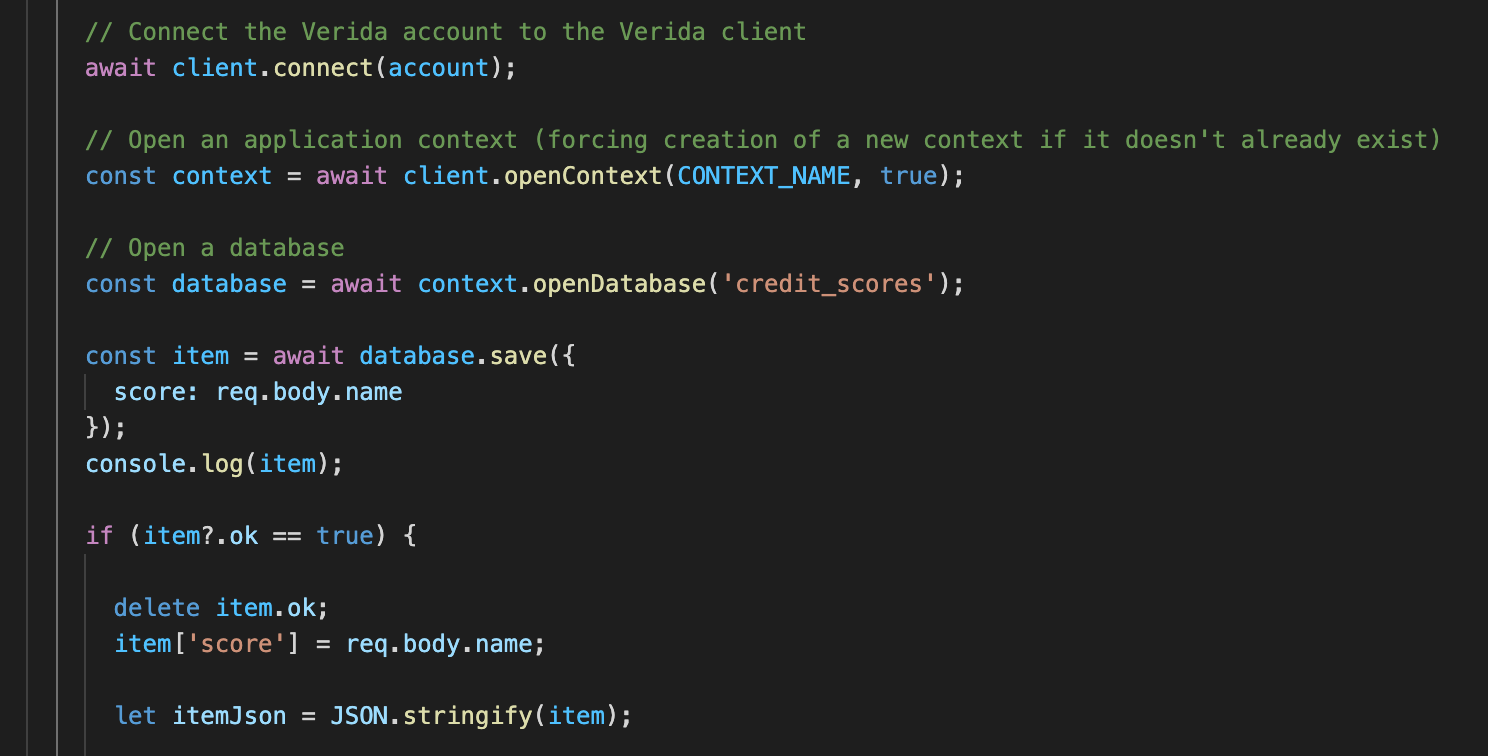 // Connect the Verida account to the Verida client
await client.connect(account);
// Open an application context (forcing creation of a new context if it doesn't already exist)
const context = await client.openContext(CONTEXT_NAME, true);
// Open a database
const database = await context.openDatabase('credit_scores');
const item = await database.save({
  score: req.body.name
});
console.log(item);
if (item?.ok == true) {
  delete item.ok;
  item['score'] = req.body.name;
  let itemJson = JSON.stringify(item);